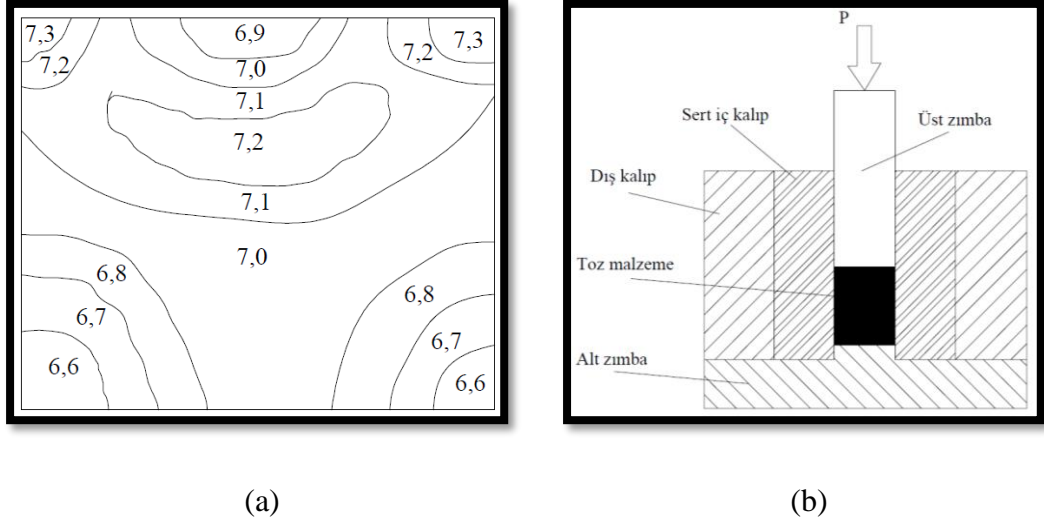 7,3
6,9
7,2
7,3
7,2
7,0
7,1
7,2
7,1
7,0
6,8
6,8
6,7
6,7
6,6
6,6
(a)
P
Sert iç kalıp
Üst zımba
Dış kalıp
Toz malzeme
Alt zımba
(b)